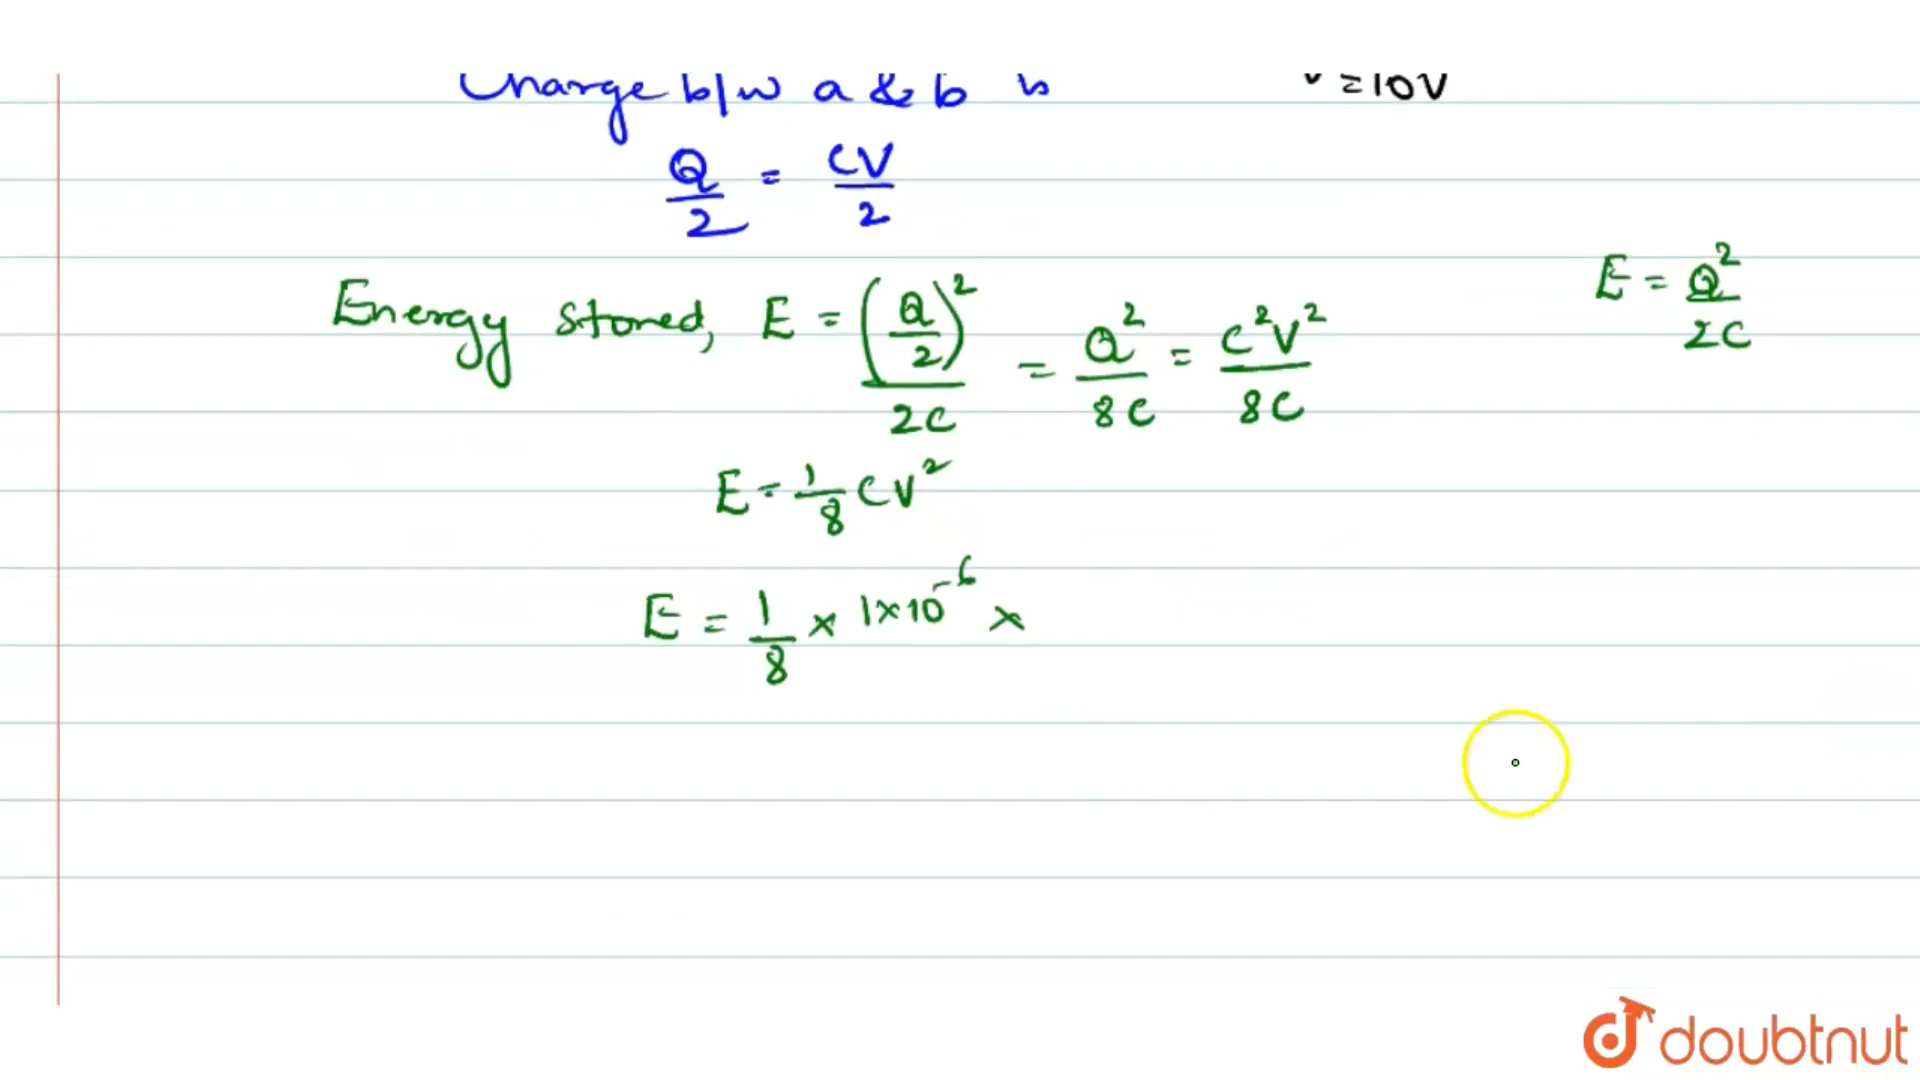 Charge b/w a & b is
V = 10V
Q/2 = CV/2
Energy stored, E = (Q/2)²/2C = Q²/8C = C²V²/8C
E = Q²/2C
E = 1/8 CV²
E = 1/8 × 1×10⁻⁶ ×
doubtnut